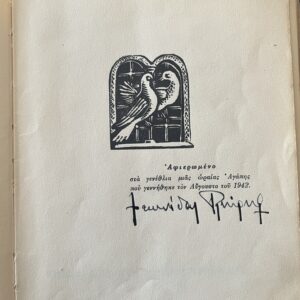 Ἀφιερωμένο
στὰ γενέθλια μιᾶς ὡραίας Ἀγάπης
ποὺ γεννήθηκε τὸν Αὔγουστο τοῦ 1942.